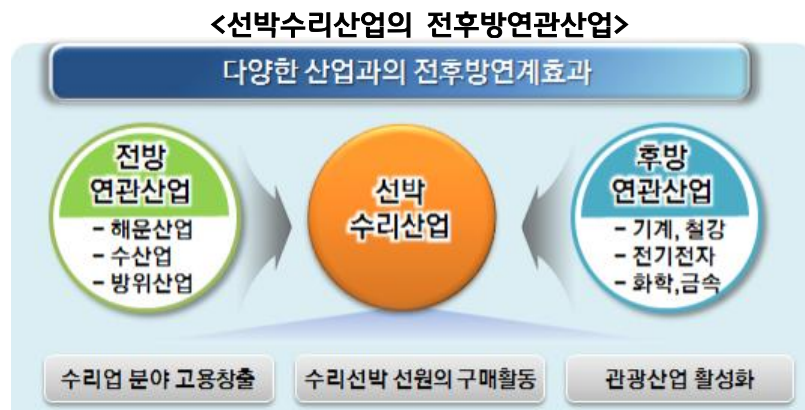 <선박수리산업의 전후방연관산업>
다양한 산업과의 전후방연계효과
전방
연관산업
- 해운산업
- 수산업
- 방위산업
선박
수리산업
후방
연관산업
- 기계, 철강
- 전기전자
- 화학,금속
수리업 분야 고용창출
수리선박 선원의 구매활동
관광산업 활성화